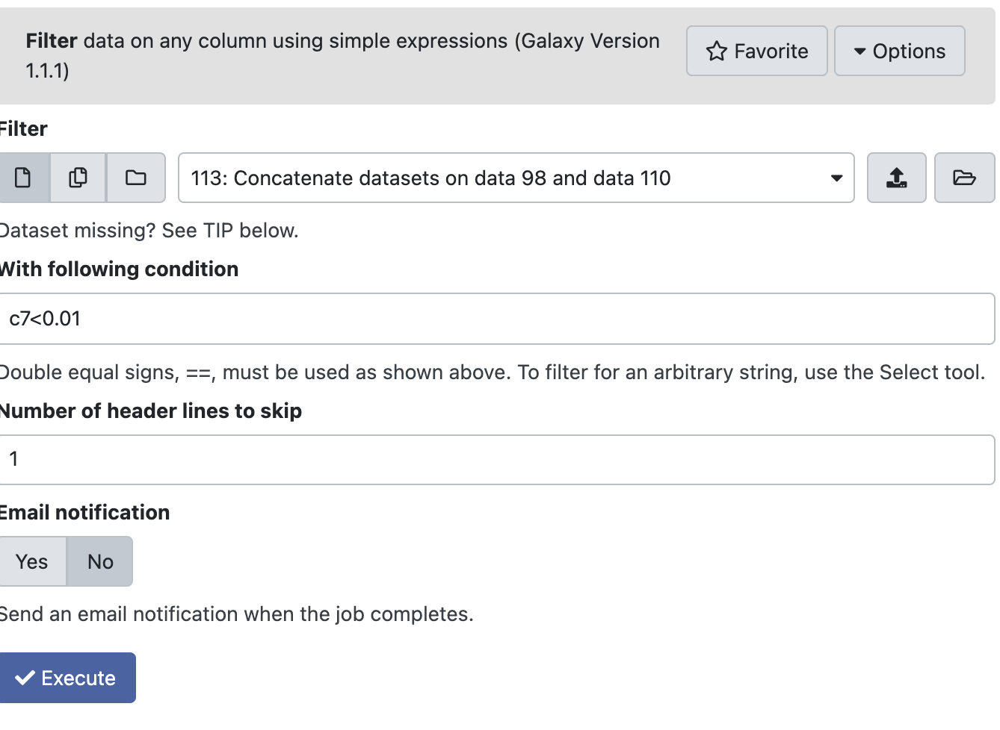 Filter data on any column using simple expressions (Galaxy Version
1.1.1)
Favorite
Options
Filter
113: Concatenate datasets on data 98 and data 110
Dataset missing? See TIP below.
With following condition
c7<0.01
Double equal signs, ==, must be used as shown above. To filter for an arbitrary string, use the Select tool.
Number of header lines to skip
1
Email notification
Yes No
Send an email notification when the job completes.
Execute